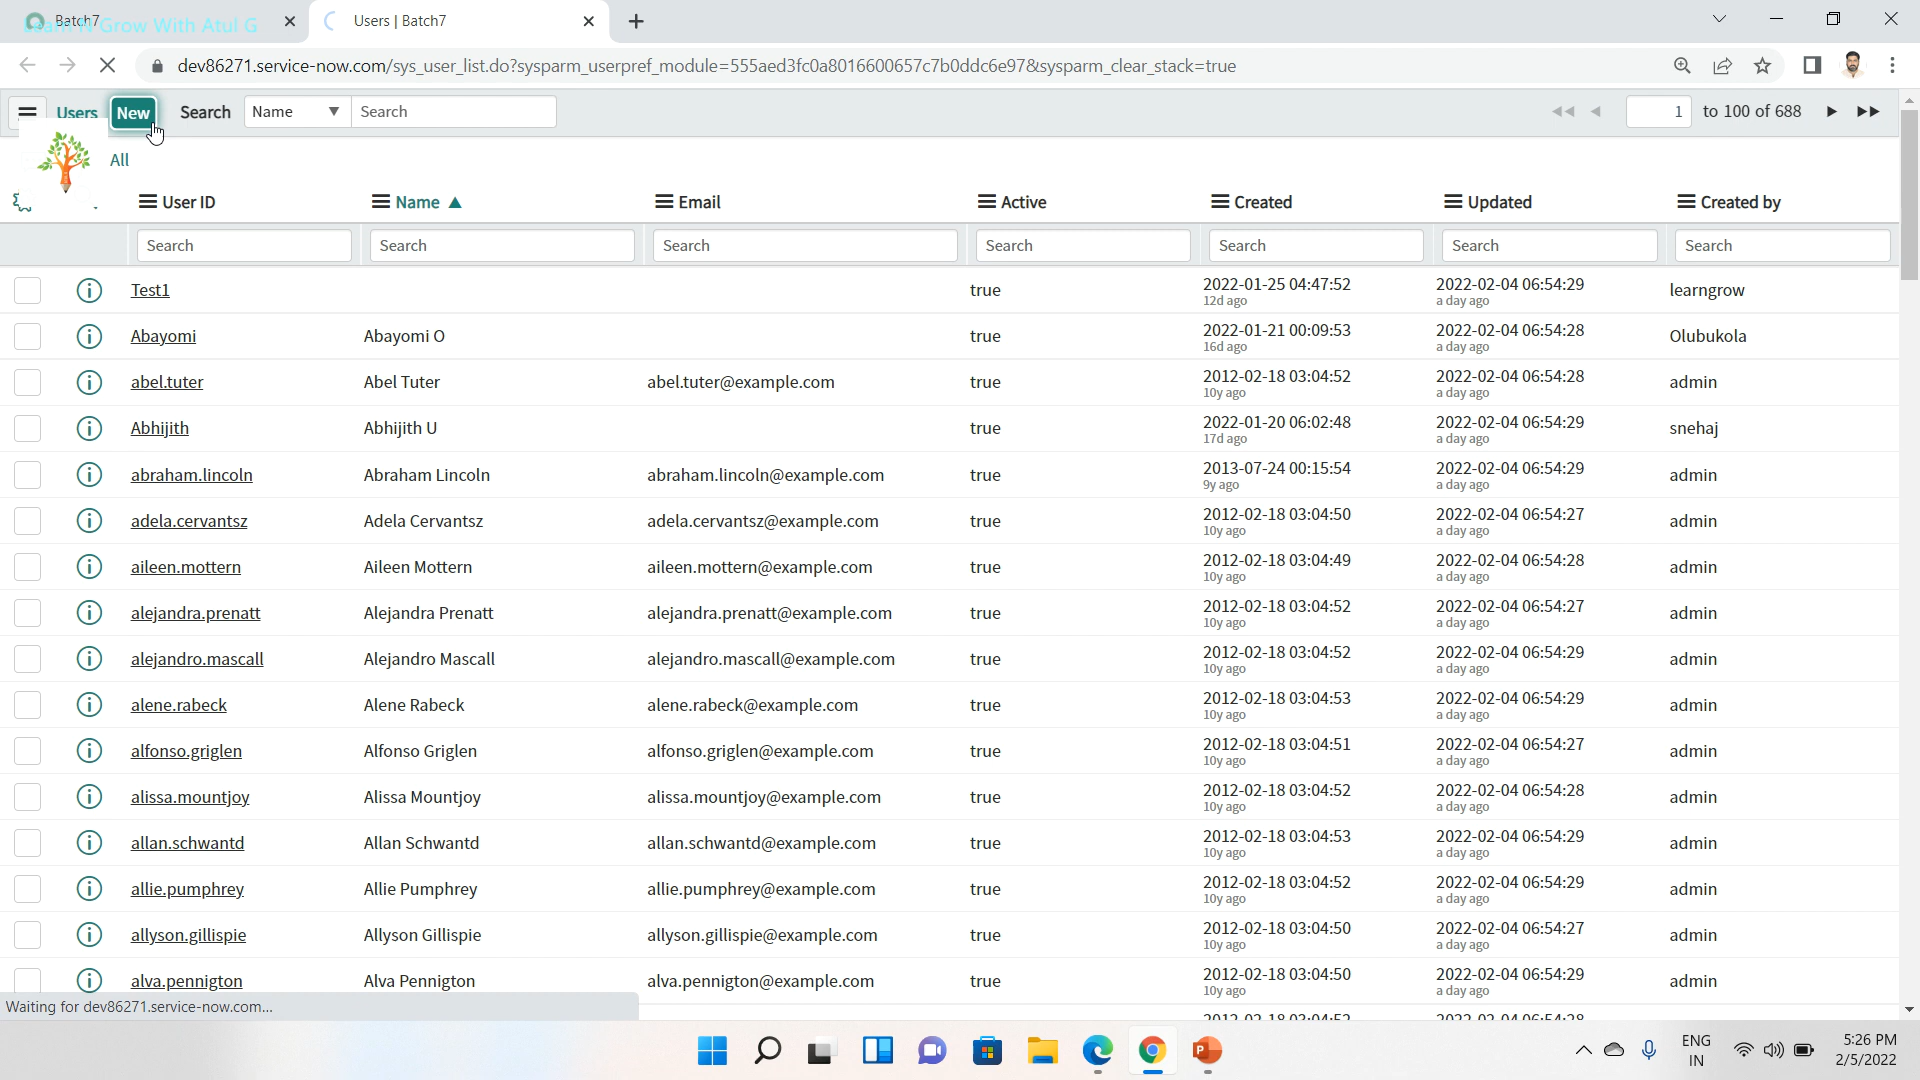 Batch7
Learn N Grow With Atul G
Users | Batch7
dev86271.service-now.com/sys_user_list.do?sysparm_userpref_module=555aed3fc0a8016600657c7b0ddc6e97&sysparm_clear_stack=true
Users New Search Name Search 1 to 100 of 688
All
User ID Name Email Active Created Updated Created by
Search Search Search Search Search Search Search
Test1 true 2022-01-25 04:47:52 2022-02-04 06:54:29 learngrow
12d ago a day ago
Abayomi Abayomi O true 2022-01-21 00:09:53 2022-02-04 06:54:28 Olubukola
16d ago a day ago
abel.tuter Abel Tuter abel.tuter@example.com true 2012-02-18 03:04:52 2022-02-04 06:54:28 admin
10y ago a day ago
Abhijith Abhijith U true 2022-01-20 06:02:48 2022-02-04 06:54:29 snehaj
17d ago a day ago
abraham.lincoln Abraham Lincoln abraham.lincoln@example.com true 2013-07-24 00:15:54 2022-02-04 06:54:29 admin
9y ago a day ago
adela.cervantsz Adela Cervantsz adela.cervantsz@example.com true 2012-02-18 03:04:50 2022-02-04 06:54:27 admin
10y ago a day ago
aileen.mottern Aileen Mottern aileen.mottern@example.com true 2012-02-18 03:04:49 2022-02-04 06:54:28 admin
10y ago a day ago
alejandra.prenatt Alejandra Prenatt alejandra.prenatt@example.com true 2012-02-18 03:04:52 2022-02-04 06:54:27 admin
10y ago a day ago
alejandro.mascall Alejandro Mascall alejandro.mascall@example.com true 2012-02-18 03:04:52 2022-02-04 06:54:29 admin
10y ago a day ago
alene.rabeck Alene Rabeck alene.rabeck@example.com true 2012-02-18 03:04:53 2022-02-04 06:54:29 admin
10y ago a day ago
alfonso.griglen Alfonso Griglen alfonso.griglen@example.com true 2012-02-18 03:04:51 2022-02-04 06:54:27 admin
10y ago a day ago
alissa.mountjoy Alissa Mountjoy alissa.mountjoy@example.com true 2012-02-18 03:04:52 2022-02-04 06:54:28 admin
10y ago a day ago
allan.schwantd Allan Schwantd allan.schwantd@example.com true 2012-02-18 03:04:53 2022-02-04 06:54:29 admin
10y ago a day ago
allie.pumphrey Allie Pumphrey allie.pumphrey@example.com true 2012-02-18 03:04:52 2022-02-04 06:54:29 admin
10y ago a day ago
allyson.gillispie Allyson Gillispie allyson.gillispie@example.com true 2012-02-18 03:04:50 2022-02-04 06:54:27 admin
10y ago a day ago
alva.pennigton Alva Pennigton alva.pennigton@example.com true 2012-02-18 03:04:50 2022-02-04 06:54:29 admin
10y ago a day ago
Waiting for dev86271.service-now.com...
ENG 5:26 PM
IN 2/5/2022